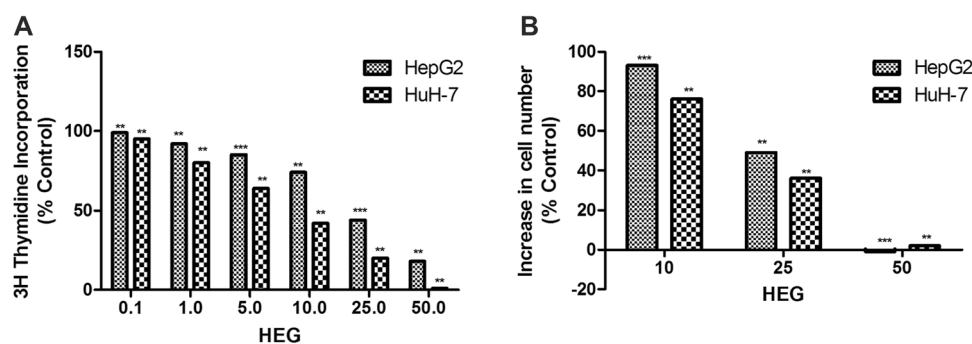 A
3H Thymidine Incorporation
(% Control)
150
100
50
0
HepG2
HuH-7
** ** ** ** *** ** ** ** *** ** ** **
0.1 1.0 5.0 10.0 25.0 50.0
HEG
B
Increase in cell number
(% Control)
100
80
60
40
20
0
-20
HepG2
HuH-7
*** ** ** ** *** **
10 25 50
HEG